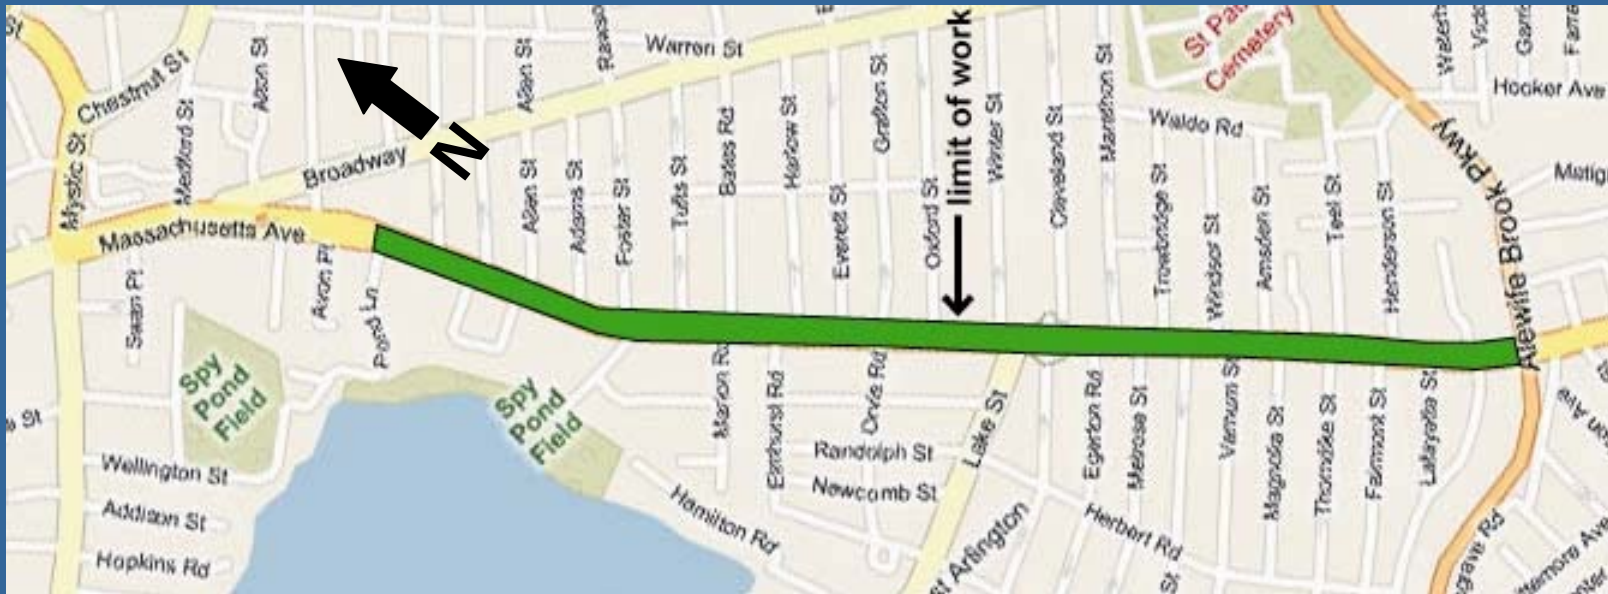 St
Chestnut St
Mystic St
Medford St
Alton St
N
Broadway
Massachusetts Ave
Warren St
Allen St
Allen St
Adams St
Foster St
Tufts St
Bates Rd
Harlow St
Everett St
Grafton St
Oxford St
limit of work
Winter St
Cleveland St
Marathon St
St Paul
Cemetery
Waldo Rd
Trowbridge St
Windsor St
Amsden St
Teel St
Henderson St
Hooker Ave
Alewife Brook Pkwy
Swan Pl
Avon Pl
Pond Ln
Spy
Pond
Field
Spy
Pond
Field
Wellington St
Addison St
Hopkins Rd
Marion Rd
Elmhurst Rd
Orvis Rd
Randolph St
Newcomb St
Hamilton Rd
Lake St
Arlington
Egerton Rd
Melrose St
Herbert Rd
Varnum St
Magnolia St
Thorndike St
Fairmont St
Lafayette St
St